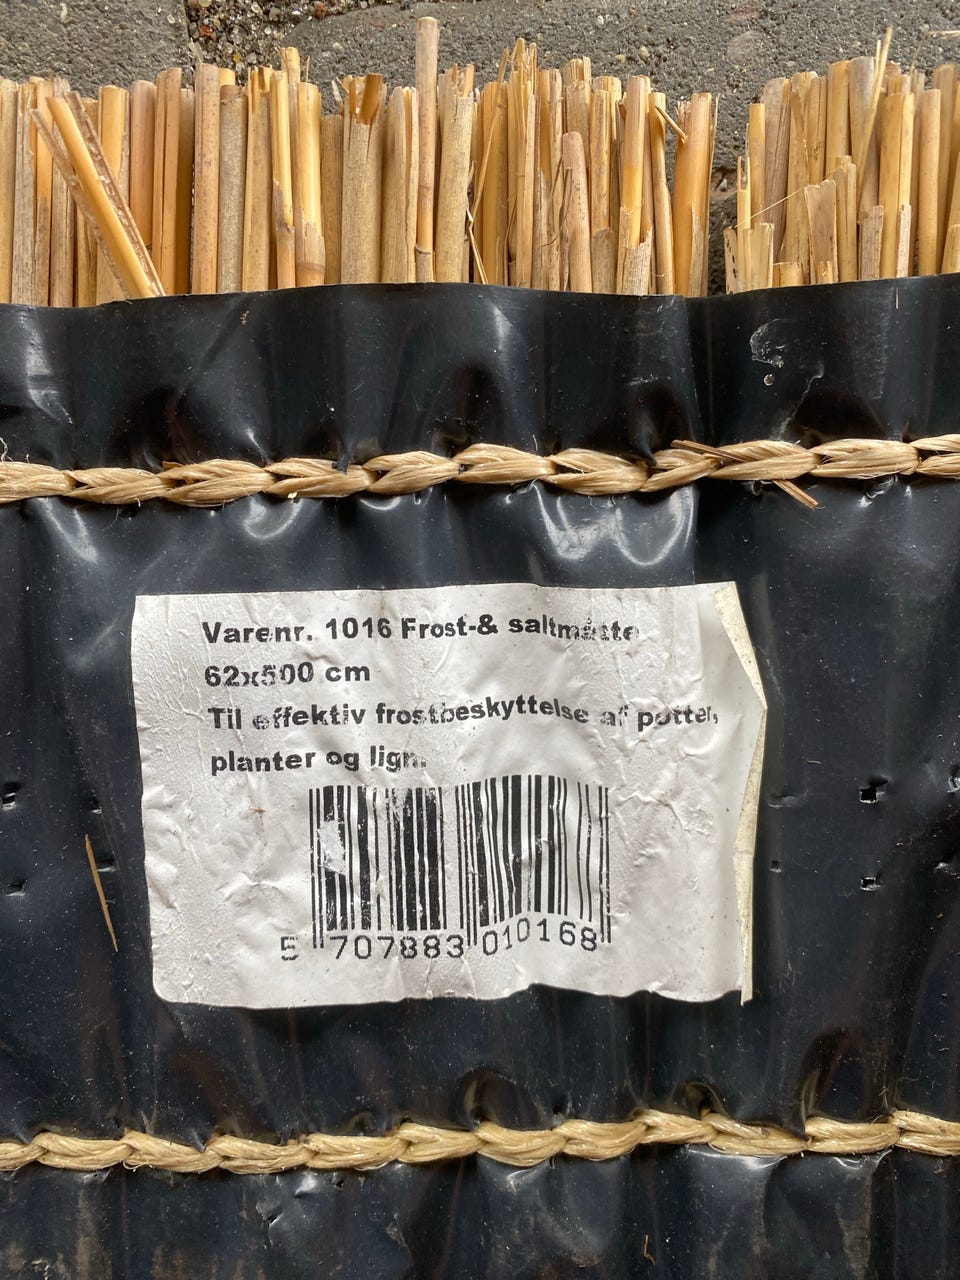 Varenr. 1016 Frost-& saltmåtte
62x500 cm
Til effektiv frostbeskyttelse af potter,
planter og lign.
5 707883 010168